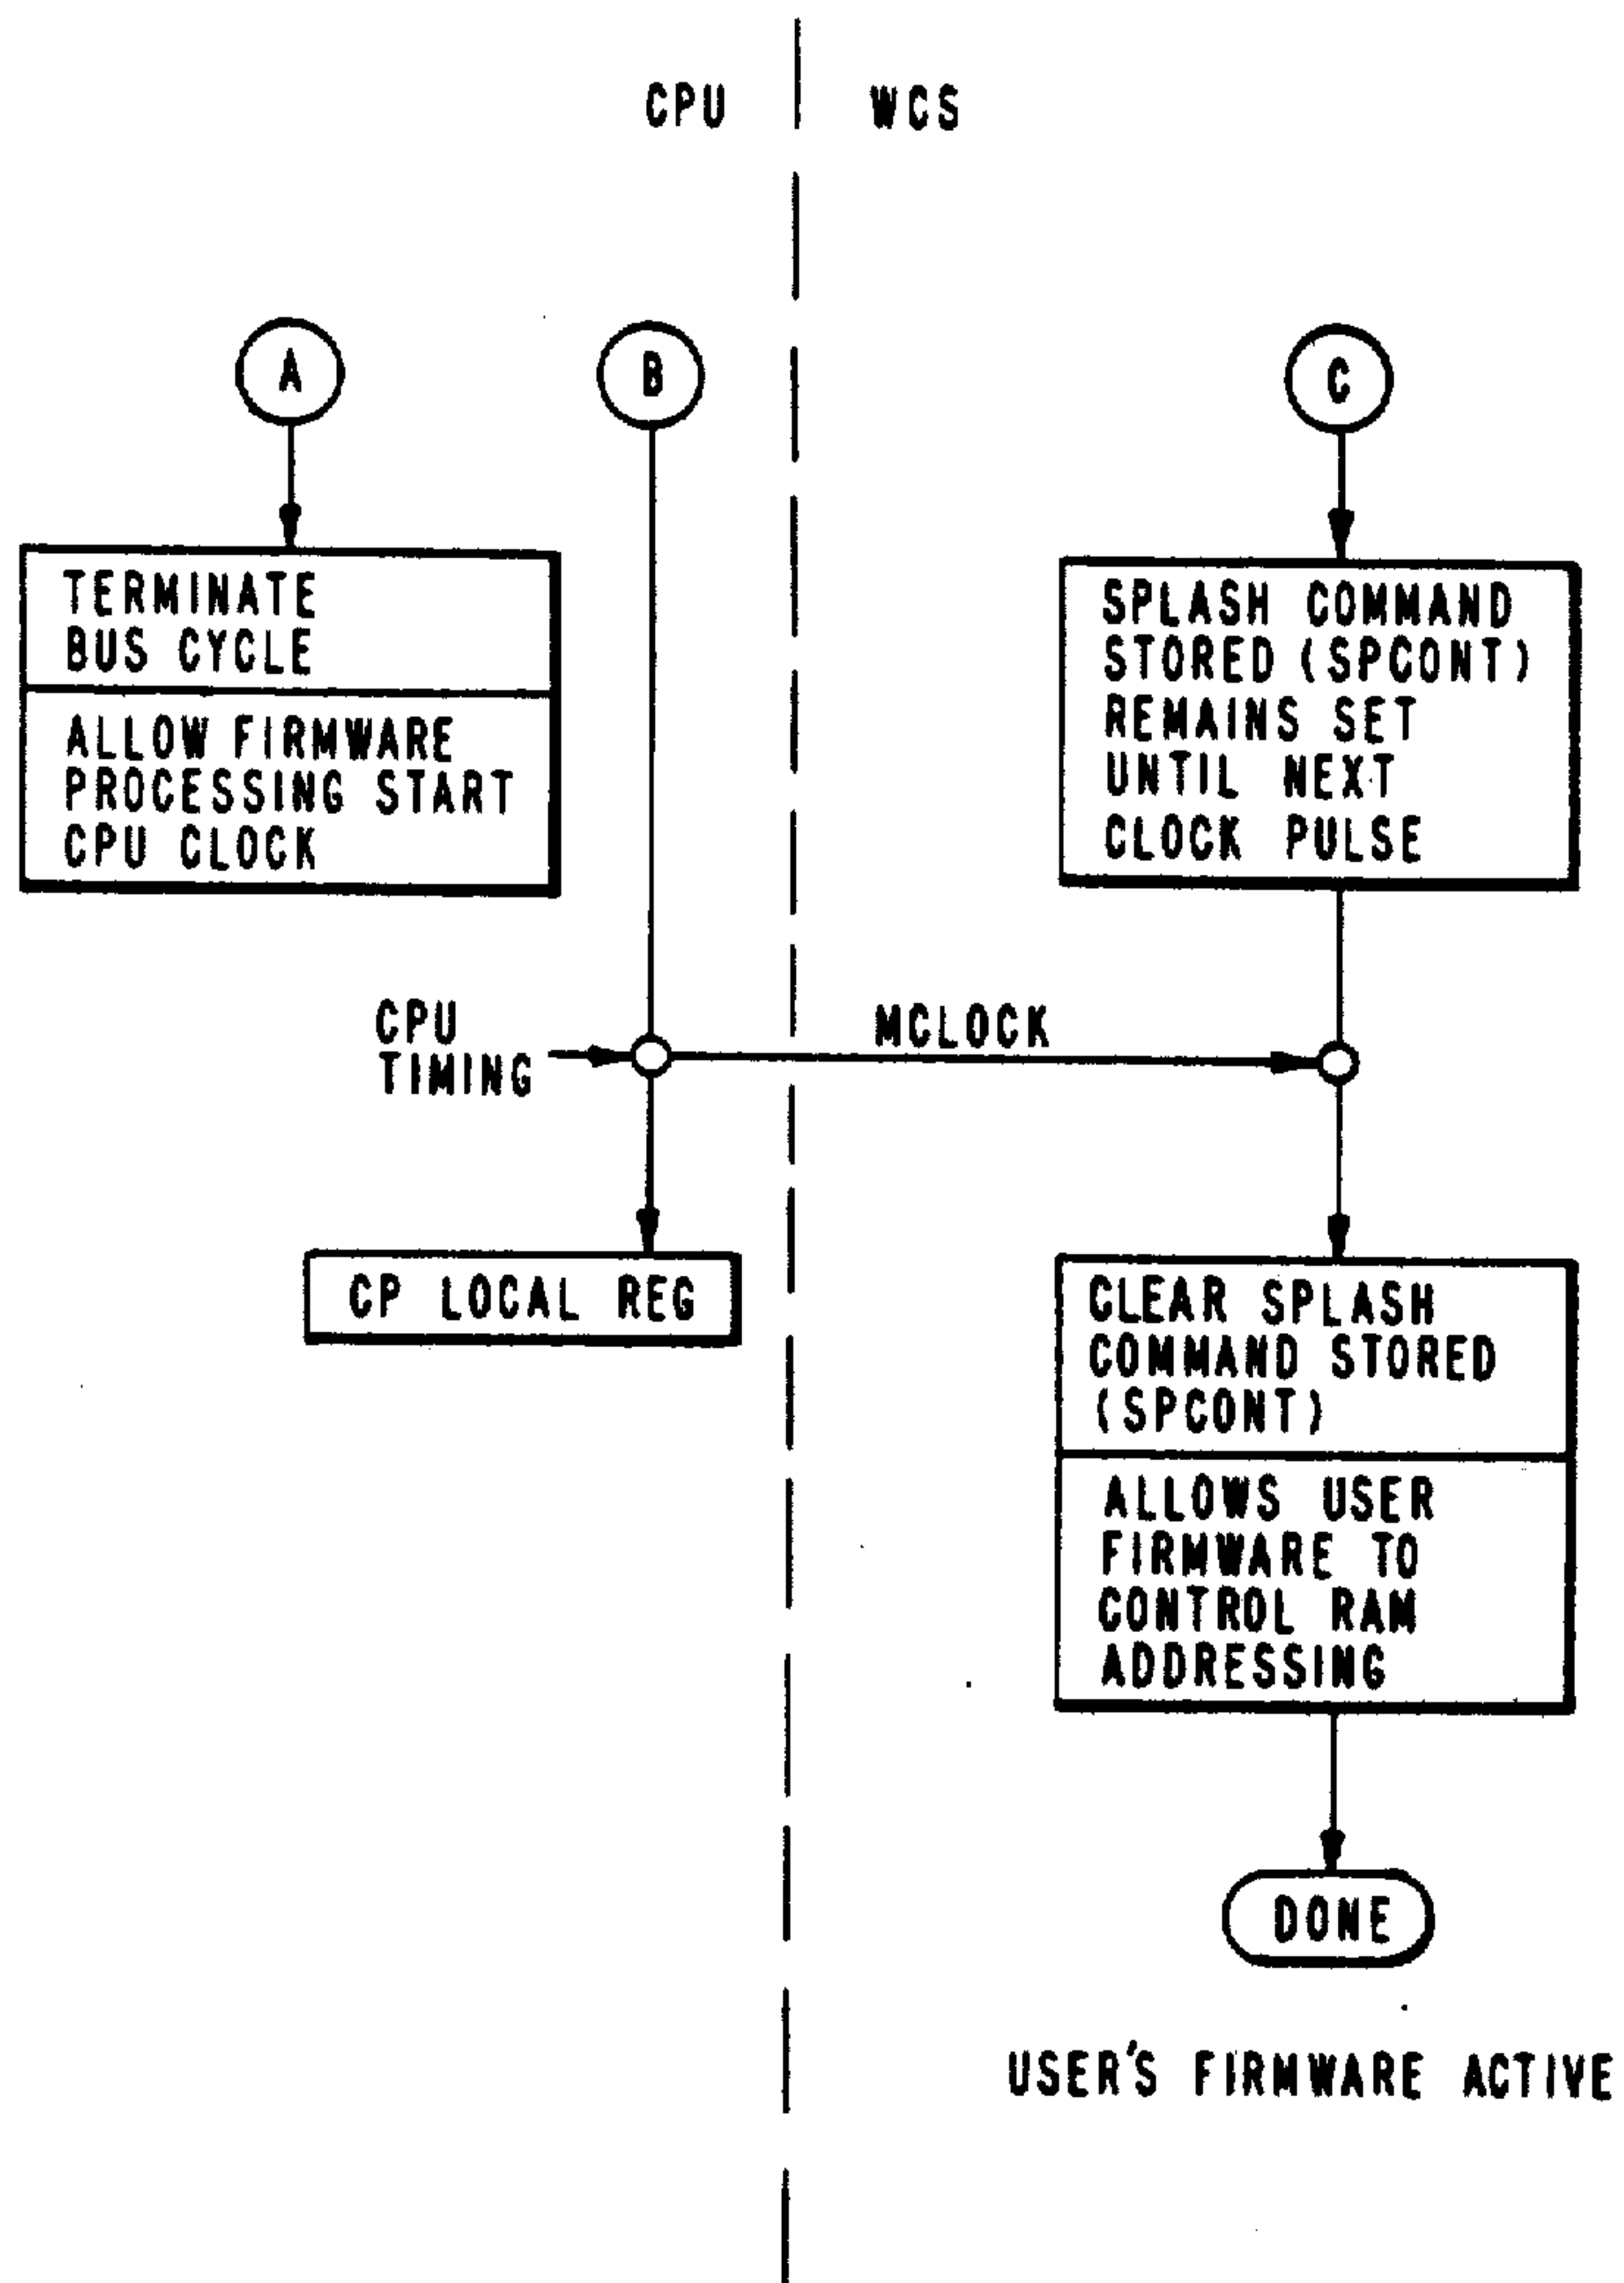 CPU
WCS
A
B
C
TERMINATE
BUS CYCLE
ALLOW FIRMWARE
PROCESSING START
CPU CLOCK
SPLASH COMMAND
STORED (SPCONT)
REMAINS SET
UNTIL NEXT
CLOCK PULSE
CPU
TIMING
MCLOCK
CP LOCAL REG
CLEAR SPLASH
COMMAND STORED
(SPCONT)
ALLOWS USER
FIRMWARE TO
CONTROL RAM
ADDRESSING
DONE
USER'S FIRMWARE ACTIVE